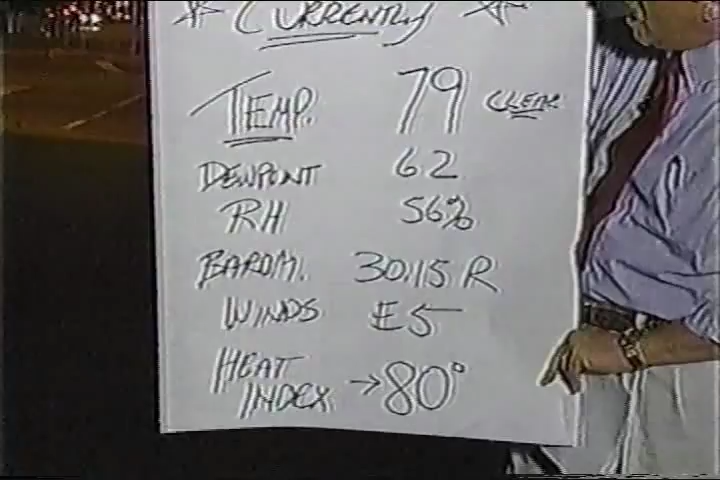 ☆ CURRENTLY ☆
TEMP. 79 CLEAR
DEWPOINT 62
RH 56%
BAROM. 30.15 R
WINDS E5
HEAT
INDEX → 80°